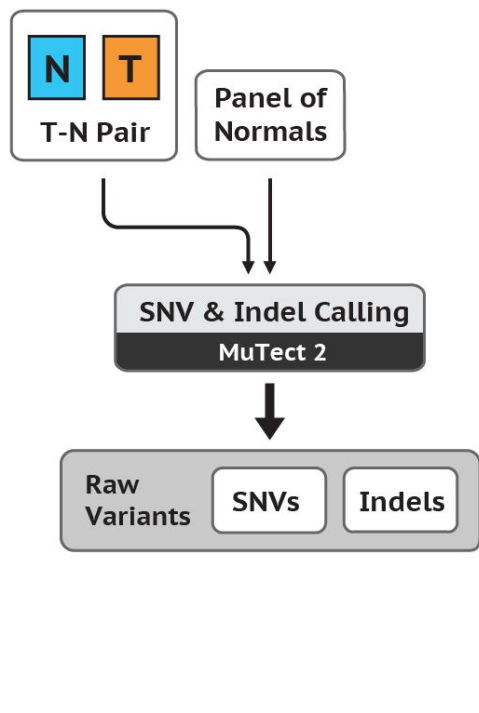 N T
T-N Pair
Panel of
Normals
SNV & Indel Calling
MuTect 2
Raw
Variants
SNVs
Indels